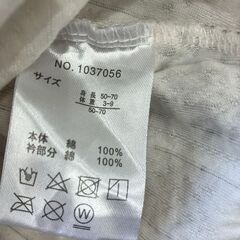 NO. 1037056
サイズ
身長 50-70
体重 3-9
50-70
本体 綿 100%
衿部分 綿 100%